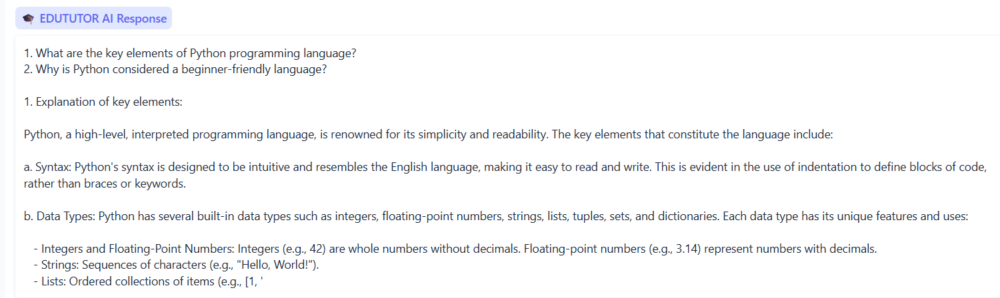 🎓 EDUTUTOR AI Response
1. What are the key elements of Python programming language?
2. Why is Python considered a beginner-friendly language?
1. Explanation of key elements:
Python, a high-level, interpreted programming language, is renowned for its simplicity and readability. The key elements that constitute the language include:
a. Syntax: Python's syntax is designed to be intuitive and resembles the English language, making it easy to read and write. This is evident in the use of indentation to define blocks of code,
rather than braces or keywords.
b. Data Types: Python has several built-in data types such as integers, floating-point numbers, strings, lists, tuples, sets, and dictionaries. Each data type has its unique features and uses:
- Integers and Floating-Point Numbers: Integers (e.g., 42) are whole numbers without decimals. Floating-point numbers (e.g., 3.14) represent numbers with decimals.
- Strings: Sequences of characters (e.g., "Hello, World!").
- Lists: Ordered collections of items (e.g., [1, '